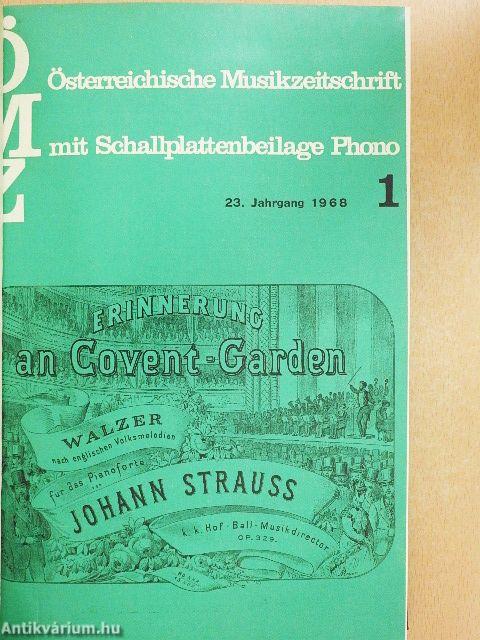 Ö
M
Z
Österreichische Musikzeitschrift
mit Schallplattenbeilage Phono
23. Jahrgang 1968 1
ERINNERUNG
an Covent-Garden
WALZER
nach englischen Volksmelodien
für das Pianoforte
JOHANN STRAUSS
k. k. Hof-Ball-Musikdirector
OP. 329.
Antikvárium.hu